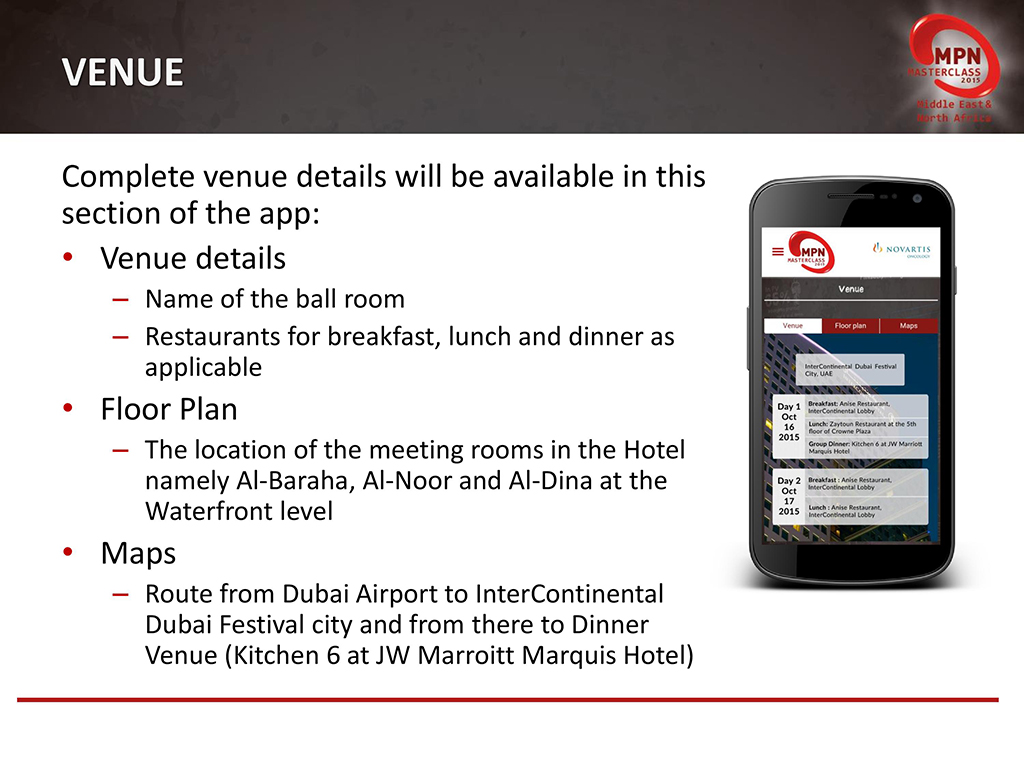 VENUE
MPN
MASTERCLASS
2015
Middle East &
North Africa
Complete venue details will be available in this
section of the app:
• Venue details
– Name of the ball room
– Restaurants for breakfast, lunch and dinner as
applicable
• Floor Plan
– The location of the meeting rooms in the Hotel
namely Al-Baraha, Al-Noor and Al-Dina at the
Waterfront level
• Maps
– Route from Dubai Airport to InterContinental
Dubai Festival city and from there to Dinner
Venue (Kitchen 6 at JW Marroitt Marquis Hotel)
MPN
MASTERCLASS
2015
NOVARTIS
ONCOLOGY
Venue
Venue Floor plan Maps
InterContinental Dubai Festival
City, UAE
Day 1
Oct
16
2015
Breakfast: Anise Restaurant,
InterContinental Lobby
Lunch: Zaytoun Restaurant at the 5th
floor of Crowne Plaza
Group Dinner: Kitchen 6 at JW Marriott
Marquis Hotel
Day 2
Oct
17
2015
Breakfast : Anise Restaurant,
InterContinental Lobby
Lunch : Anise Restaurant,
InterContinental Lobby